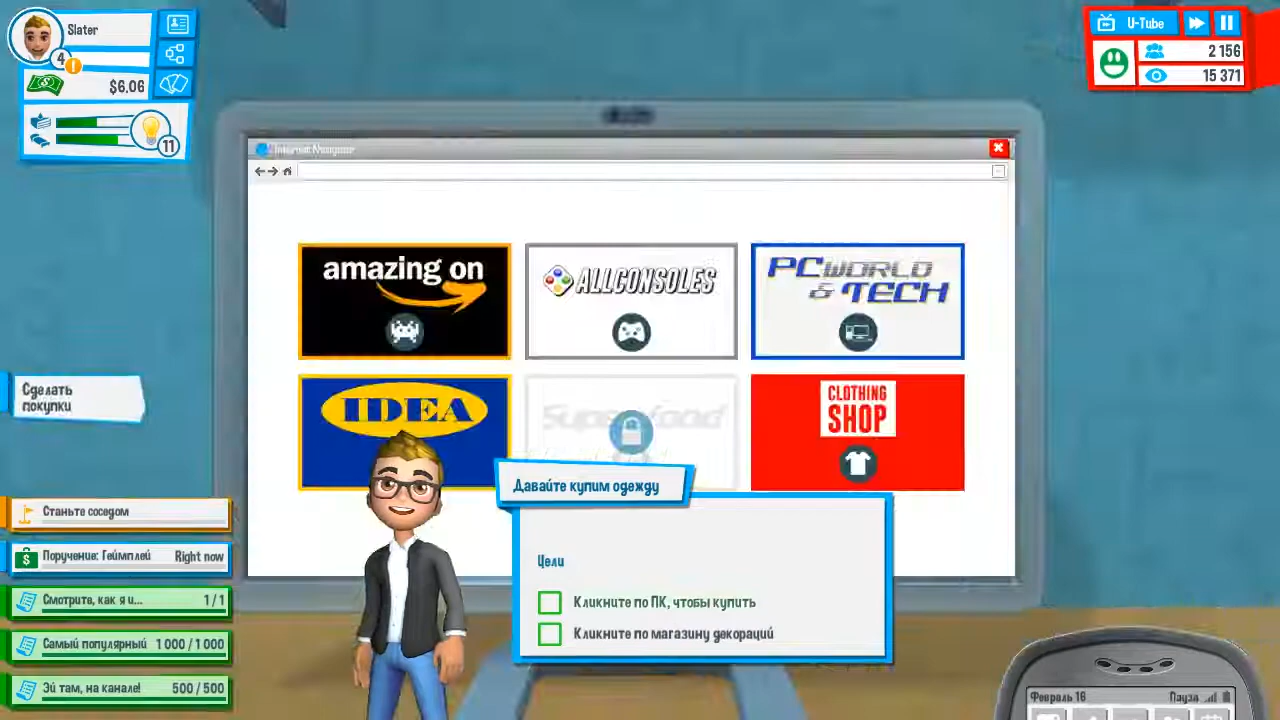 Slater
4
$6,06
11
U-Tube
2 156
15 371
Internet Navigator
amazing on
ALLCONSOLES
PC WORLD
& TECH
IDEA
Superfood
CLOTHING
SHOP
Сделать
покупки
Давайте купим одежду
Цели
Кликните по ПК, чтобы купить
Кликните по магазину декораций
Станьте соседом
Поручение: Геймплей Right now
Смотрите, как я и... 1 / 1
Самый популярный 1 000 / 1 000
Эй там, на канале! 500 / 500
Февраль 16 Пауза